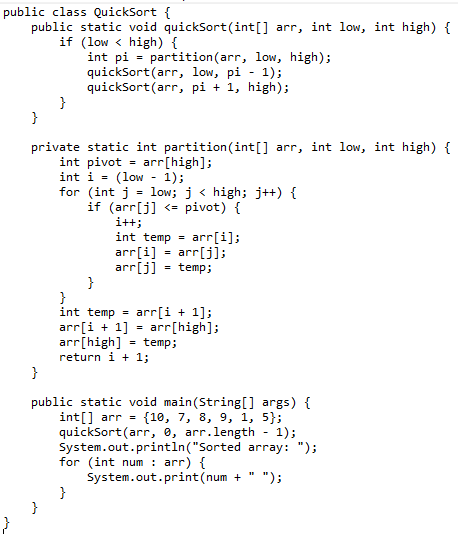 public class QuickSort {
    public static void quickSort(int[] arr, int low, int high) {
        if (low < high) {
            int pi = partition(arr, low, high);
            quickSort(arr, low, pi - 1);
            quickSort(arr, pi + 1, high);
        }
    }

    private static int partition(int[] arr, int low, int high) {
        int pivot = arr[high];
        int i = (low - 1);
        for (int j = low; j < high; j++) {
            if (arr[j] <= pivot) {
                i++;
                int temp = arr[i];
                arr[i] = arr[j];
                arr[j] = temp;
            }
        }
        int temp = arr[i + 1];
        arr[i + 1] = arr[high];
        arr[high] = temp;
        return i + 1;
    }

    public static void main(String[] args) {
        int[] arr = {10, 7, 8, 9, 1, 5};
        quickSort(arr, 0, arr.length - 1);
        System.out.println("Sorted array: ");
        for (int num : arr) {
            System.out.print(num + " ");
        }
    }
}